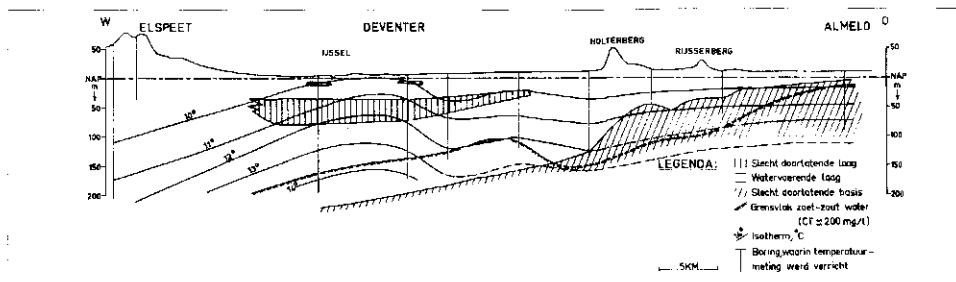 W ELSPEET DEVENTER ALMELO O
HOLTERBERG
IJSSEL RIJSSERBERG
50 50
NAP NAP
m m
50 50
100 100
150 150
200 200
10°
11°
12°
13°
14°
LEGENDA:
Slecht doorlatende laag
Watervoerende laag
Slecht doorlatende basis
Grensvlak zoet-zout water
(Cl ≃ 200 mg/l)
Isotherm, °C
Boring, waarin temperatuur-
meting werd verricht
5KM